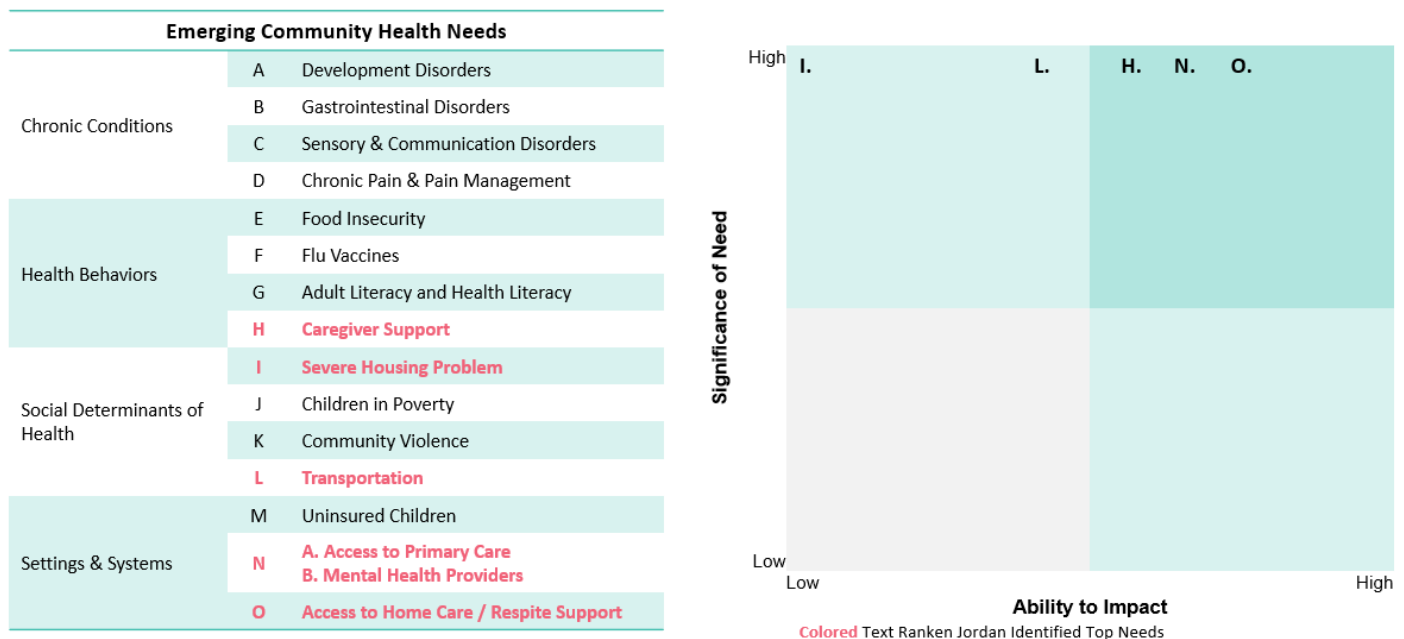 Emerging Community Health Needs
Chronic Conditions
A Development Disorders
B Gastrointestinal Disorders
C Sensory & Communication Disorders
D Chronic Pain & Pain Management
Health Behaviors
E Food Insecurity
F Flu Vaccines
G Adult Literacy and Health Literacy
H Caregiver Support
Social Determinants of
Health
I Severe Housing Problem
J Children in Poverty
K Community Violence
L Transportation
Settings & Systems
M Uninsured Children
N A. Access to Primary Care
B. Mental Health Providers
O Access to Home Care / Respite Support
High
I. L. H. N. O.
Significance of Need
Low
Low High
Ability to Impact
Colored Text Ranken Jordan Identified Top Needs